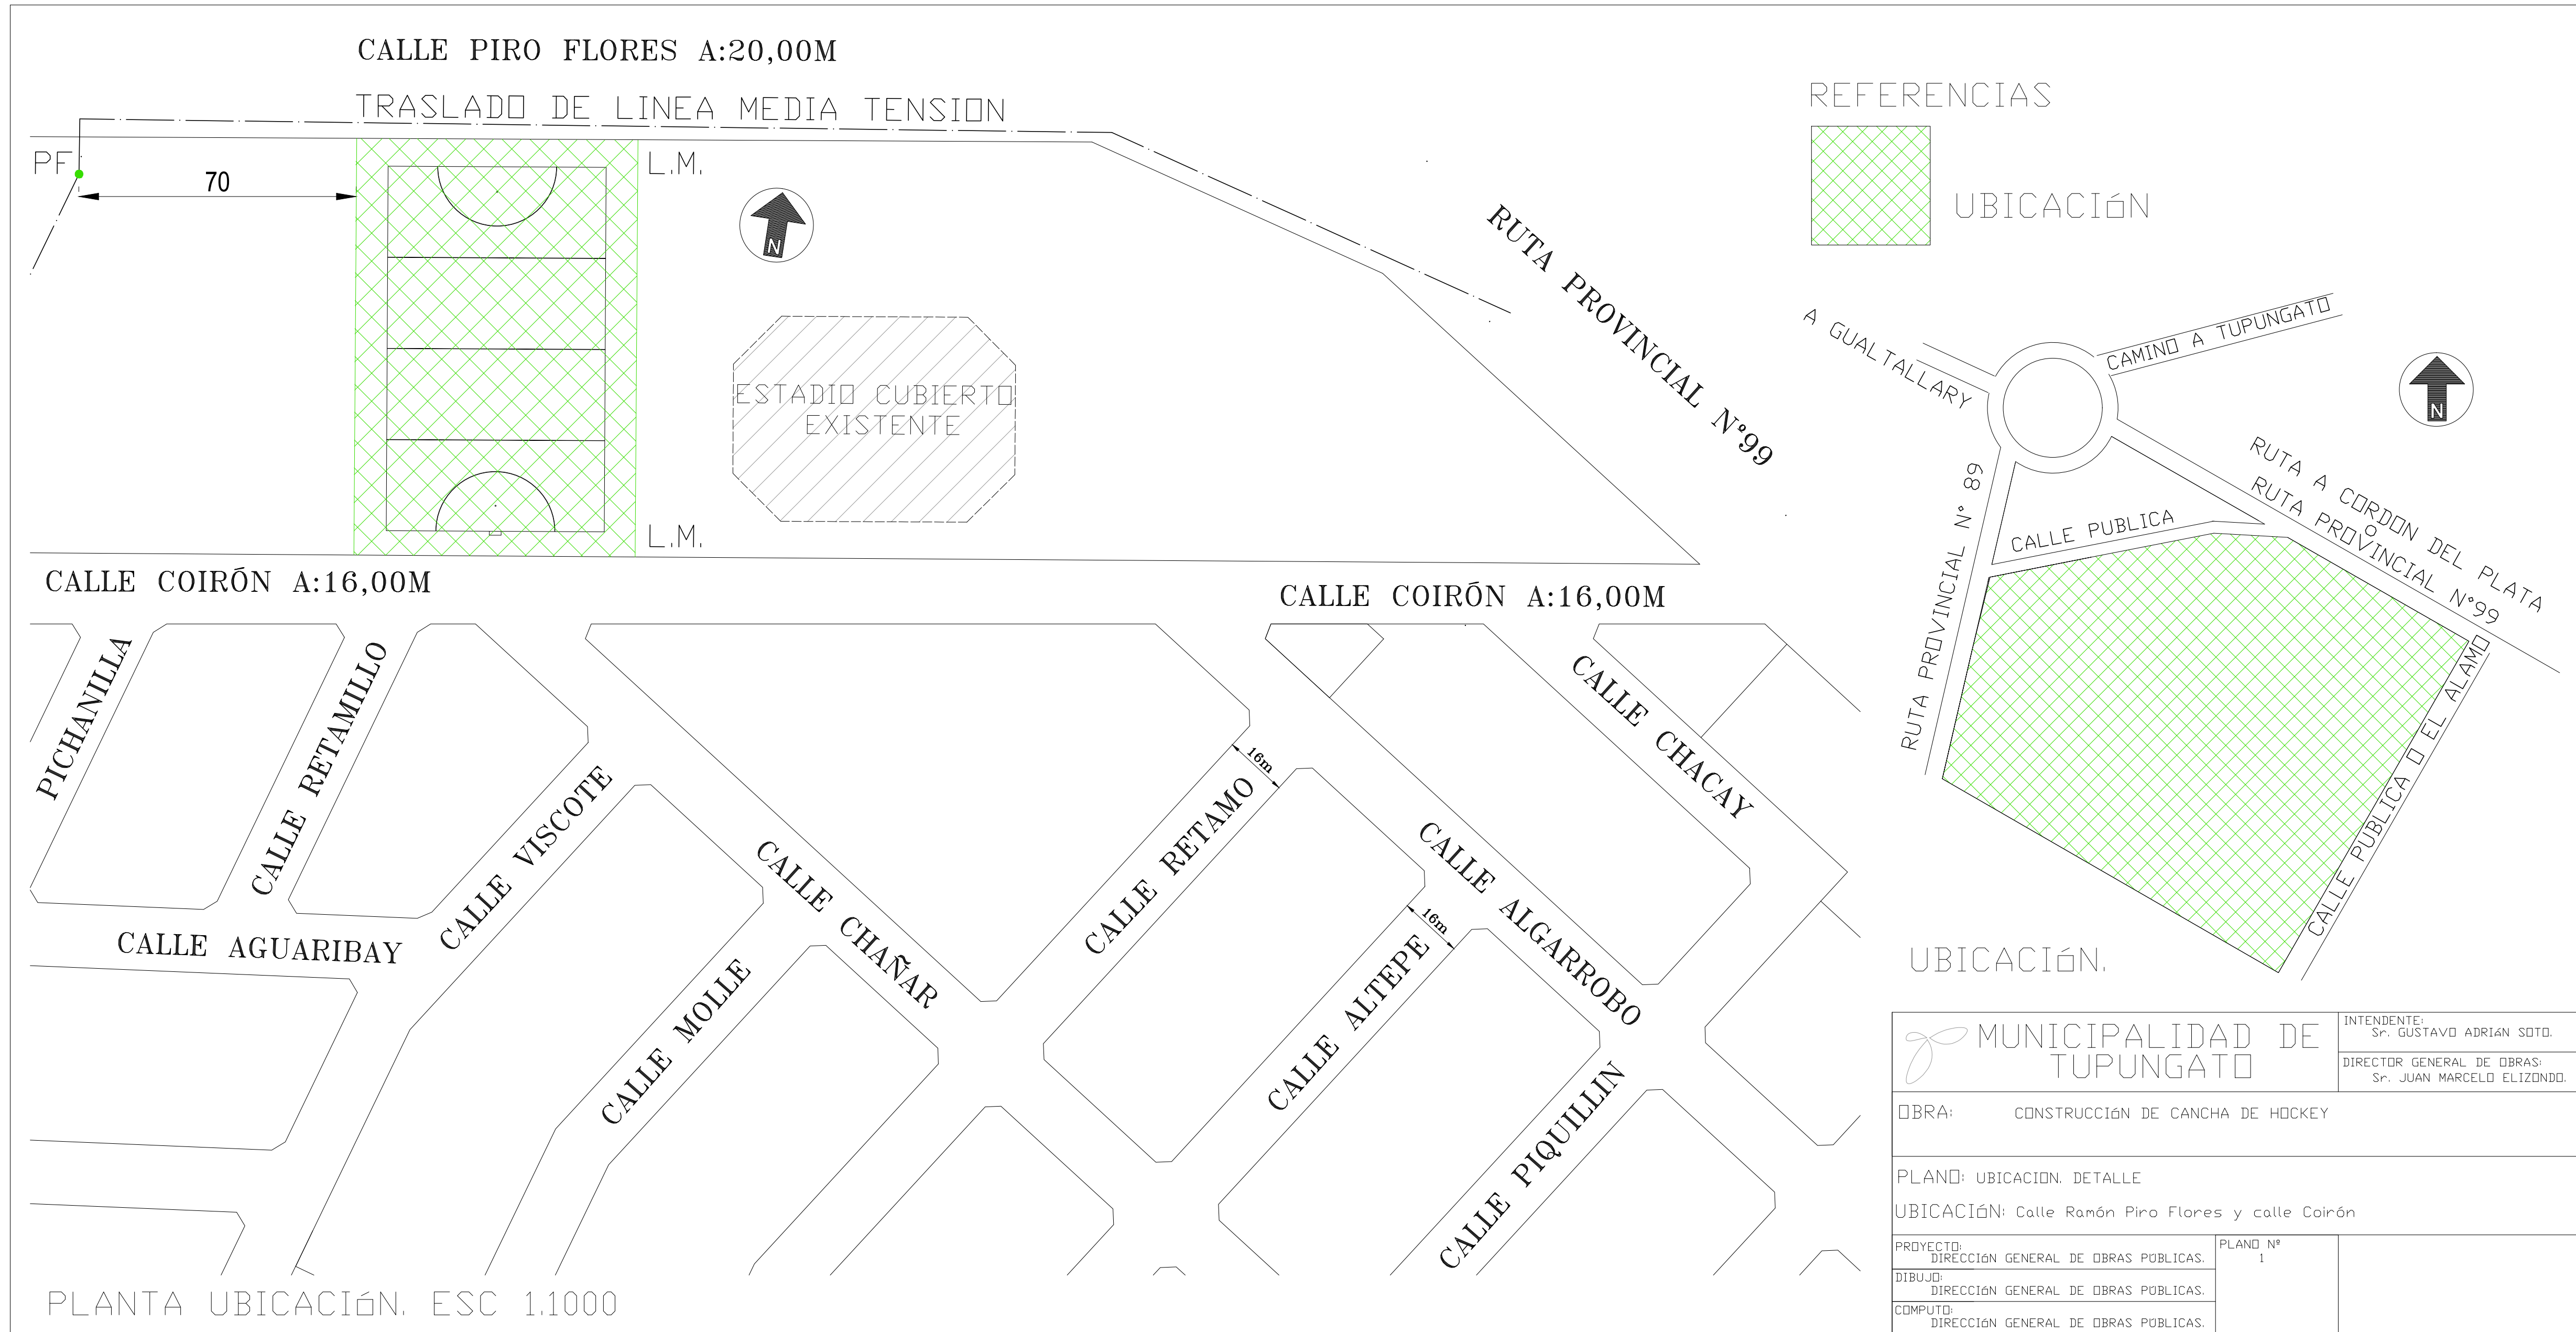 CALLE PIRO FLORES A:20,00M
TRASLADO DE LINEA MEDIA TENSION
PF
70
L.M.
N
ESTADIO CUBIERTO
EXISTENTE
L.M.
RUTA PROVINCIAL N°99
CALLE COIRÓN A:16,00M
CALLE COIRÓN A:16,00M
PICHANILLA
CALLE RETAMILLO
CALLE VISCOTE
CALLE AGUARIBAY
CALLE MOLLE
CALLE CHAÑAR
CALLE RETAMO
16m
CALLE ALTEPE
16m
CALLE ALGARROBO
CALLE CHACAY
CALLE PIQUILLIN
PLANTA UBICACIóN. ESC 1.1000
REFERENCIAS
UBICACIóN
A GUALTALLARY
CAMINO A TUPUNGATO
N
RUTA A CORDON DEL PLATA
O
RUTA PROVINCIAL N°99
RUTA PROVINCIAL N° 89
CALLE PUBLICA
CALLE PUBLICA O EL ALAMO
UBICACIóN.
MUNICIPALIDAD DE
TUPUNGATO
INTENDENTE:
Sr. GUSTAVO ADRIáN SOTO.
DIRECTOR GENERAL DE OBRAS:
Sr. JUAN MARCELO ELIZONDO.
OBRA: CONSTRUCCIóN DE CANCHA DE HOCKEY
PLANO: UBICACION. DETALLE
UBICACIóN: Calle Ramón Piro Flores y calle Coirón
PROYECTO:
DIRECCIóN GENERAL DE OBRAS PúBLICAS.
PLANO Nº
1
DIBUJO:
DIRECCIóN GENERAL DE OBRAS PúBLICAS.
COMPUTO:
DIRECCIóN GENERAL DE OBRAS PúBLICAS.